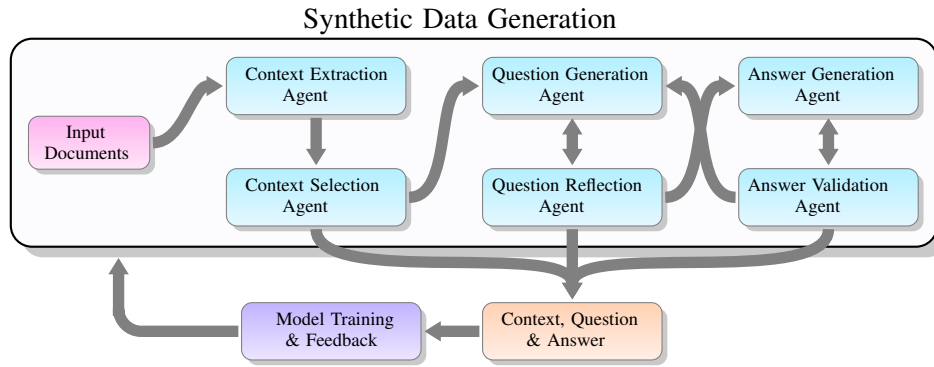 Synthetic Data Generation
Context Extraction
Agent
Question Generation
Agent
Answer Generation
Agent
Input
Documents
Context Selection
Agent
Question Reflection
Agent
Answer Validation
Agent
Model Training
& Feedback
Context, Question
& Answer